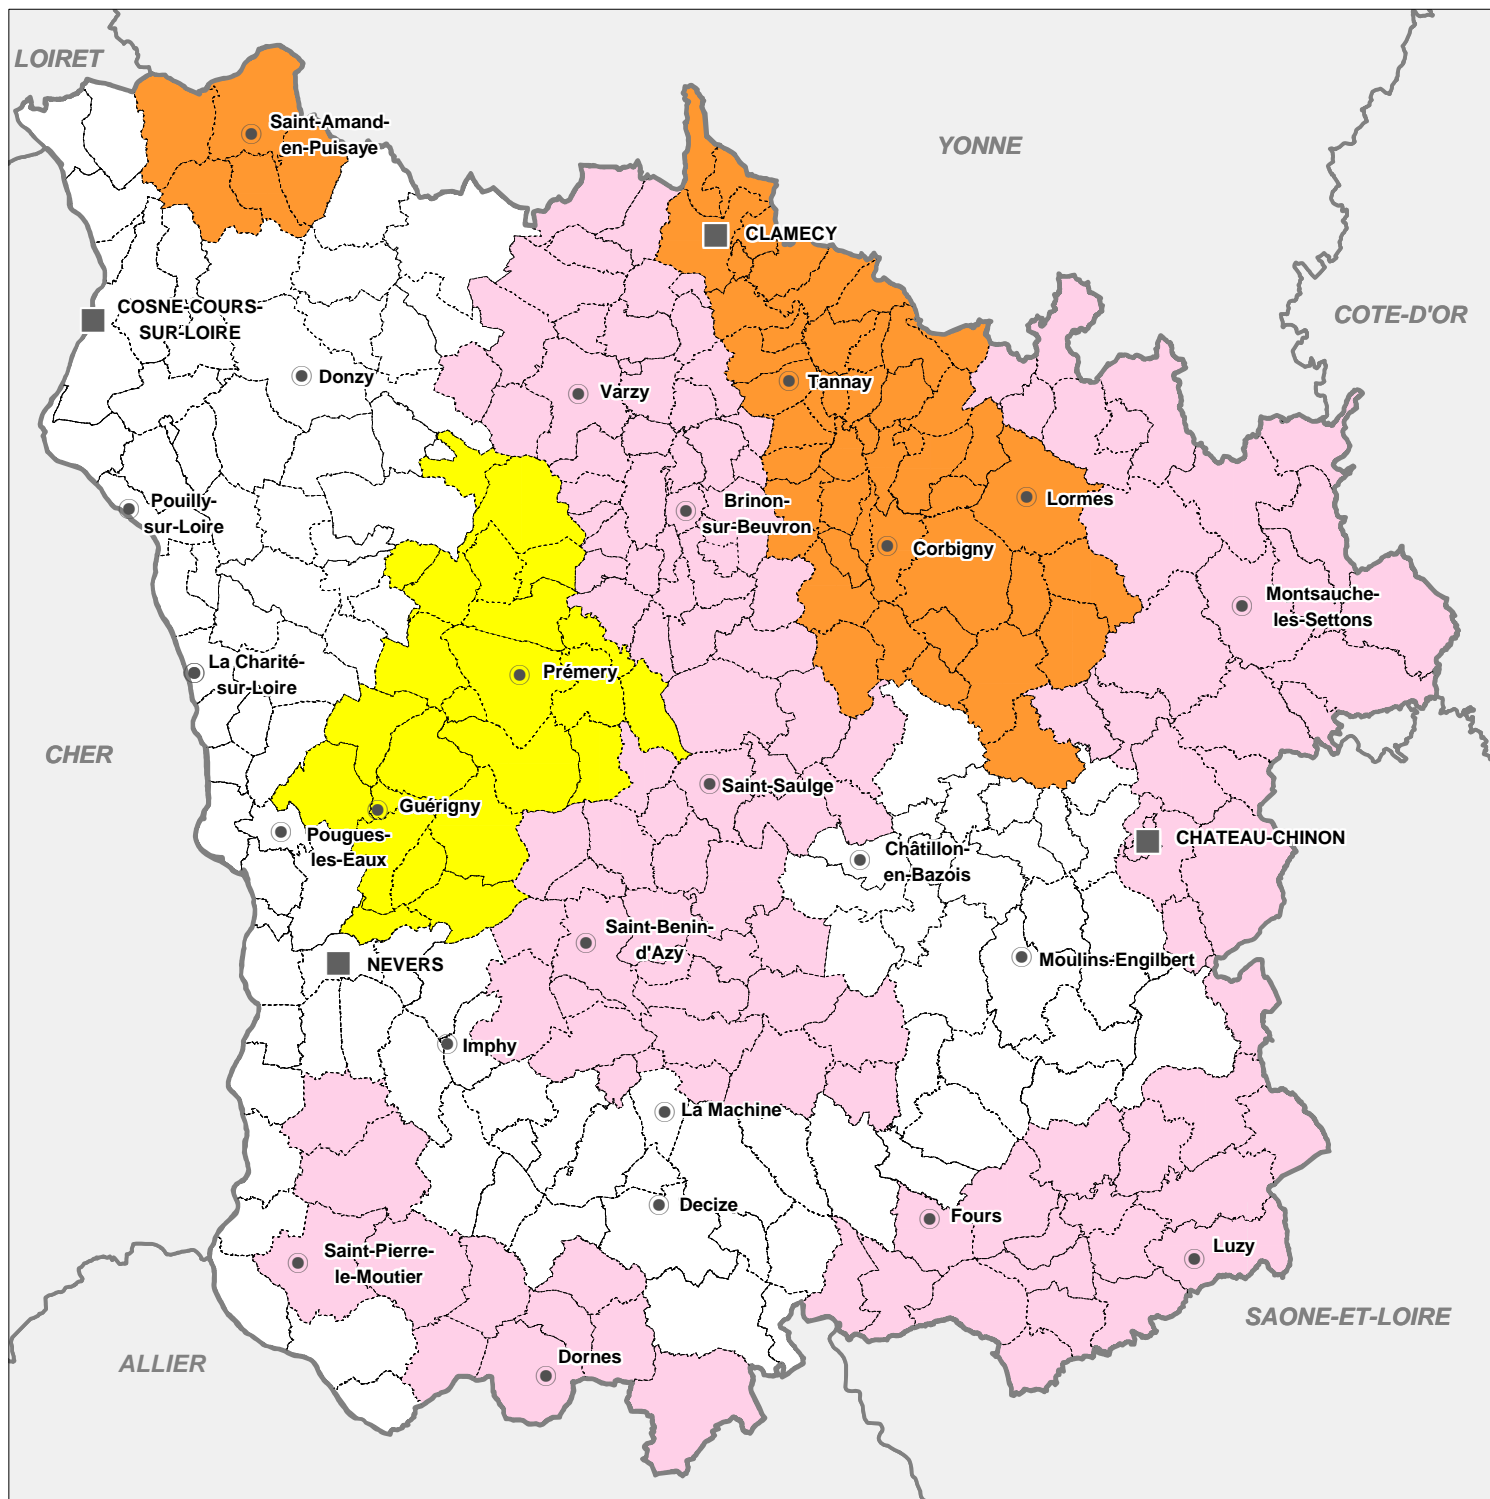 LOIRET
Saint-Amand-
en-Puisaye
YONNE
CLAMECY
COSNE-COURS-
SUR-LOIRE
COTE-D'OR
Donzy
Varzy
Tannay
Pouilly-
sur-Loire
Brinon-
sur-Beuvron
Lormes
Corbigny
Montsauche-
les-Settons
La Charité-
sur-Loire
Prémery
CHER
Saint-Saulge
Guérigny
Pougues-
les-Eaux
Châtillon-
en-Bazois
CHATEAU-CHINON
Saint-Benin-
d'Azy
NEVERS
Moulins-Engilbert
Imphy
La Machine
Decize
Fours
Saint-Pierre-
le-Moutier
Luzy
SAONE-ET-LOIRE
ALLIER
Dornes